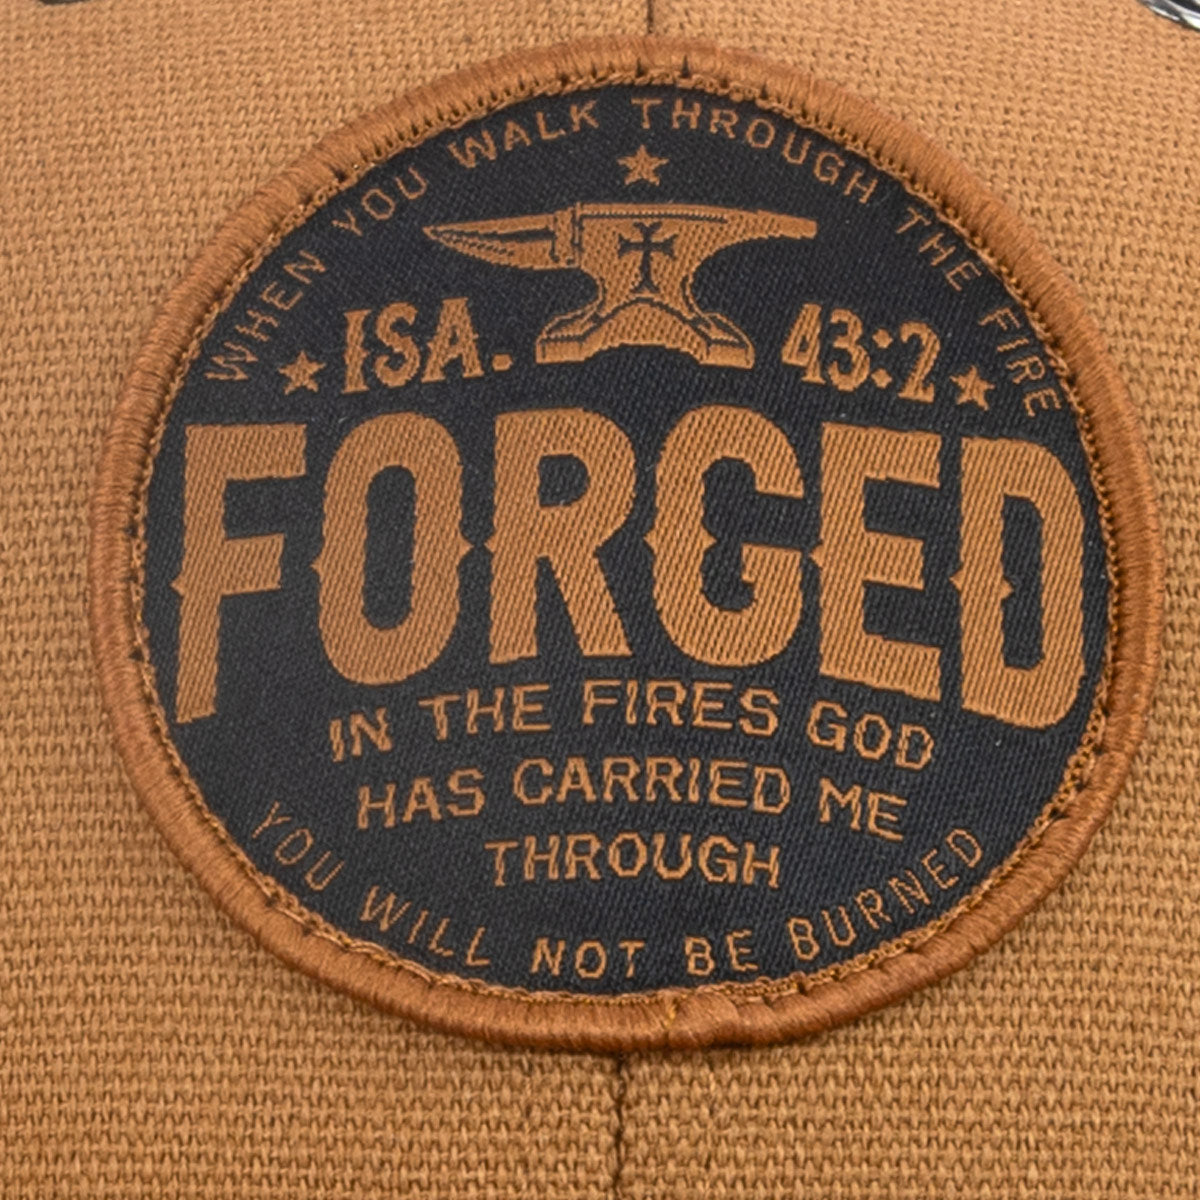 WHEN YOU WALK THROUGH THE FIRE
ISA. 43:2
FORGED
IN THE FIRES GOD
HAS CARRIED ME
THROUGH
YOU WILL NOT BE BURNED